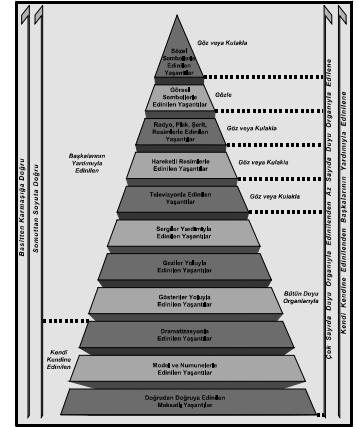 Sözel
Sembollerle
Edinilen
Yaşantılar
Göz veya Kulakla
Görsel
Sembollerle
Edinilen Yaşantılar
Gözle
Radyo, Plak, Şerit,
Resimlerle Edinilen
Yaşantılar
Göz veya Kulakla
Hareketli Resimlerle
Edinilen Yaşantılar
Göz veya Kulakla
Televizyonla Edinilen
Yaşantılar
Göz veya Kulakla
Sergiler Yardımıyla
Edinilen Yaşantılar
Geziler Yoluyla
Edinilen Yaşantılar
Gösteriler Yoluyla
Edinilen Yaşantılar
Bütün Duyu
Organlarıyla
Dramatizasyonla
Edinilen Yaşantılar
Model ve Numunelerle
Edinilen Yaşantılar
Doğrudan Doğruya Edinilen
Maksatlı Yaşantılar
Başkalarının
Yardımıyla
Edinilen
Kendi
Kendine
Edinilen
Basitten Karmaşığa Doğru
Somuttan Soyuta Doğru
Çok Sayıda Duyu Organıyla Edinilenden Az Sayıda Duyu Organıyla Edilene
Kendi Kendine Edinilenden Başkalarının Yardımıyla Edinilene